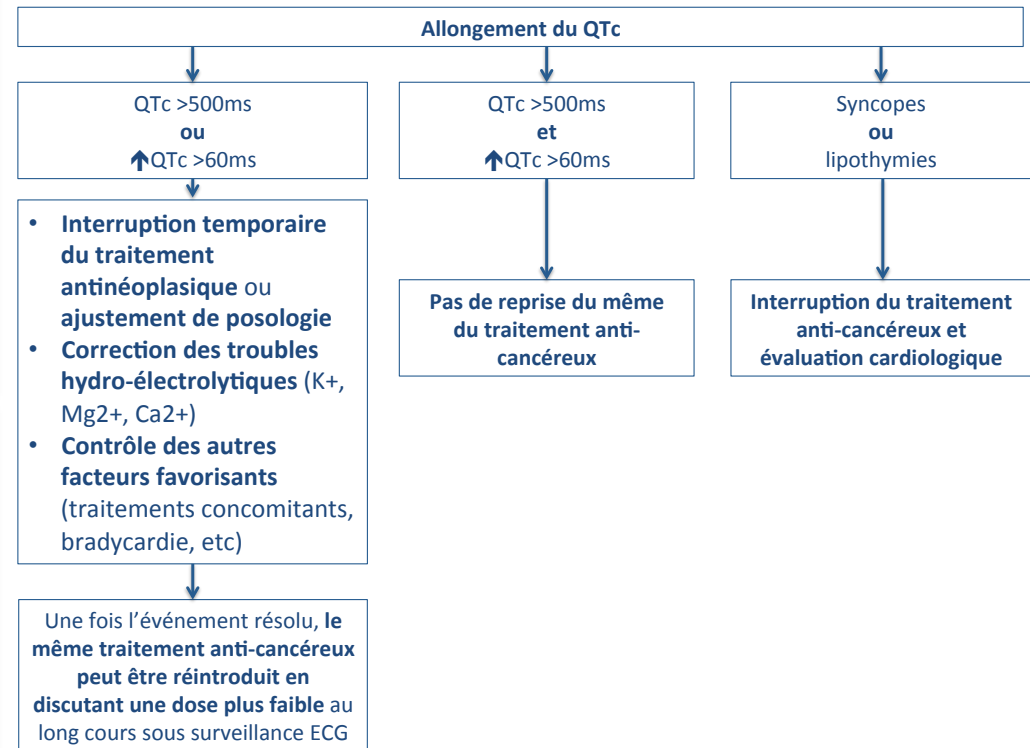 Allongement du QTc
QTc >500ms
ou
↑QTc >60ms
QTc >500ms
et
↑QTc >60ms
Syncopes
ou
lipothymies
• Interruption temporaire
du traitement
antinéoplasique ou
ajustement de posologie
• Correction des troubles
hydro-électrolytiques (K+,
Mg2+, Ca2+)
• Contrôle des autres
facteurs favorisants
(traitements concomitants,
bradycardie, etc)
Pas de reprise du même
du traitement anti-
cancéreux
Interruption du traitement
anti-cancéreux et
évaluation cardiologique
Une fois l’événement résolu, le
même traitement anti-cancéreux
peut être réintroduit en
discutant une dose plus faible au
long cours sous surveillance ECG